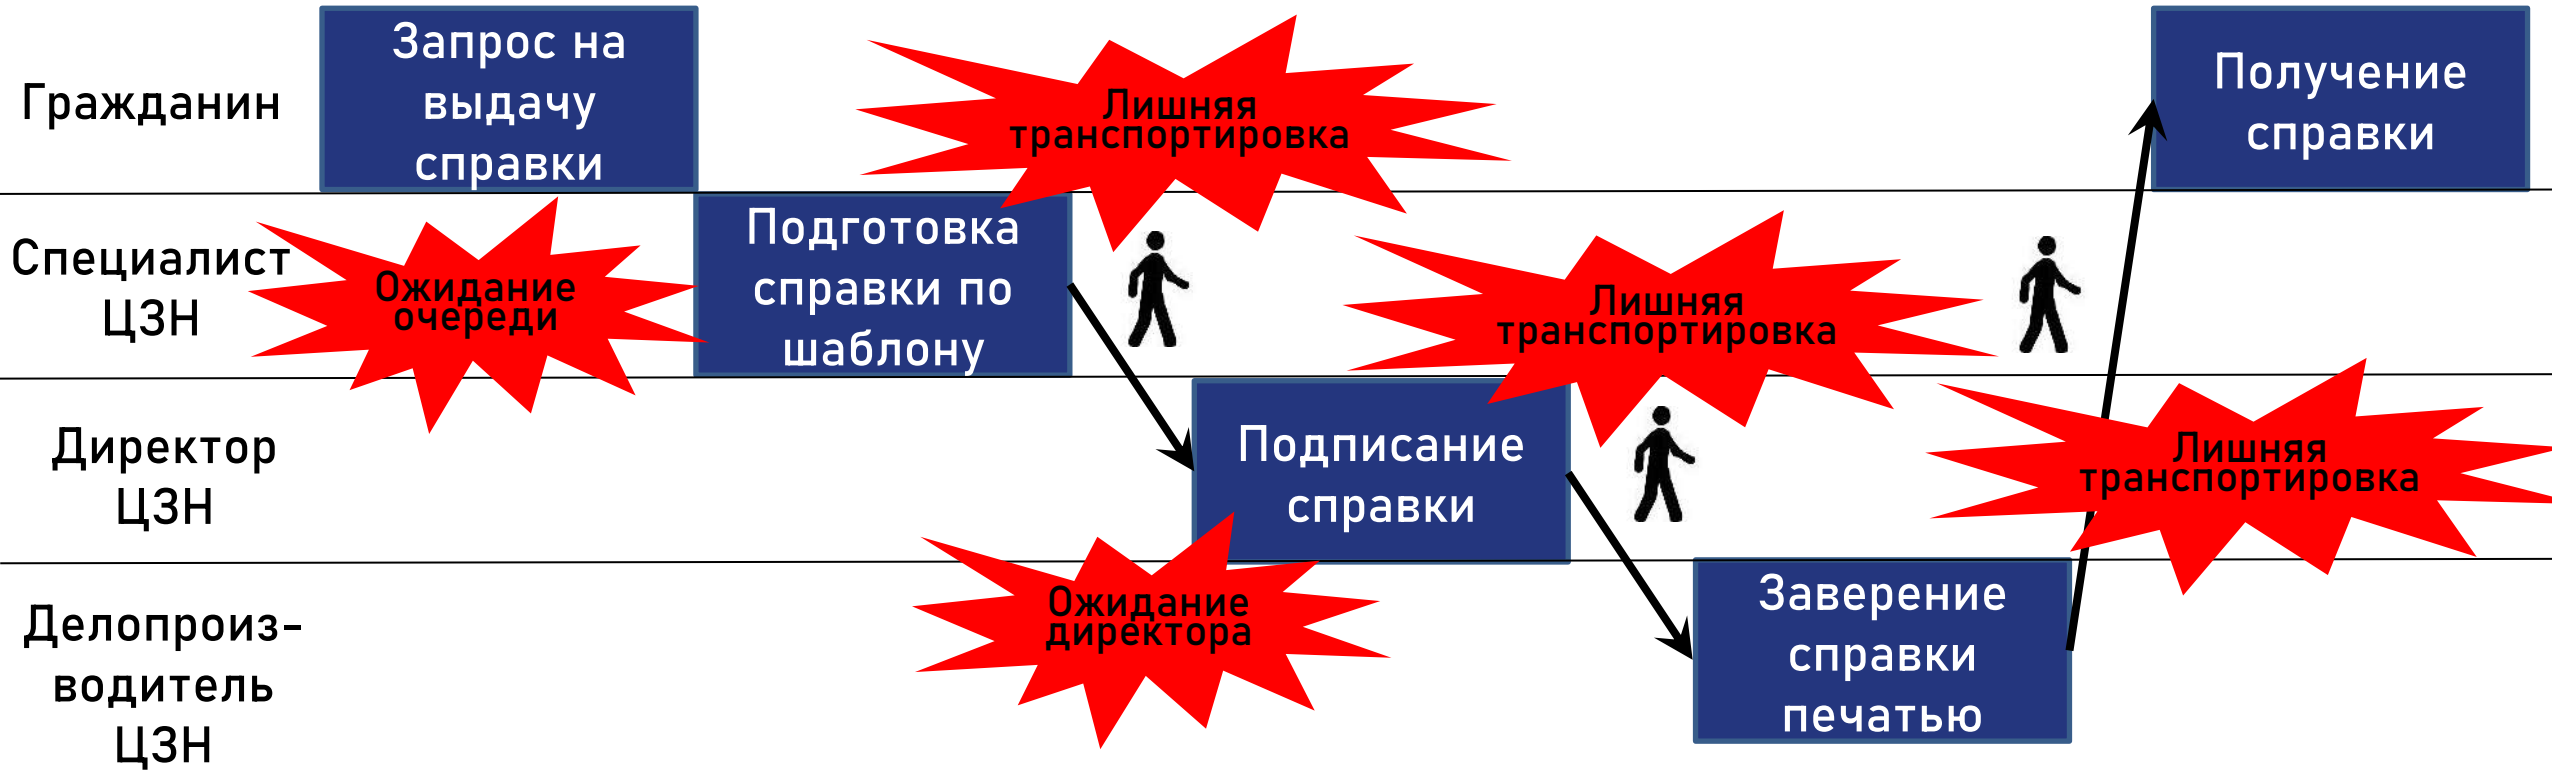 Гражданин
Запрос на
выдачу
справки
Лишняя
транспортировка
Получение
справки
Специалист
ЦЗН
Ожидание
очереди
Подготовка
справки по
шаблону
Лишняя
транспортировка
Директор
ЦЗН
Подписание
справки
Лишняя
транспортировка
Делопроиз-
водитель
ЦЗН
Ожидание
директора
Заверение
справки
печатью